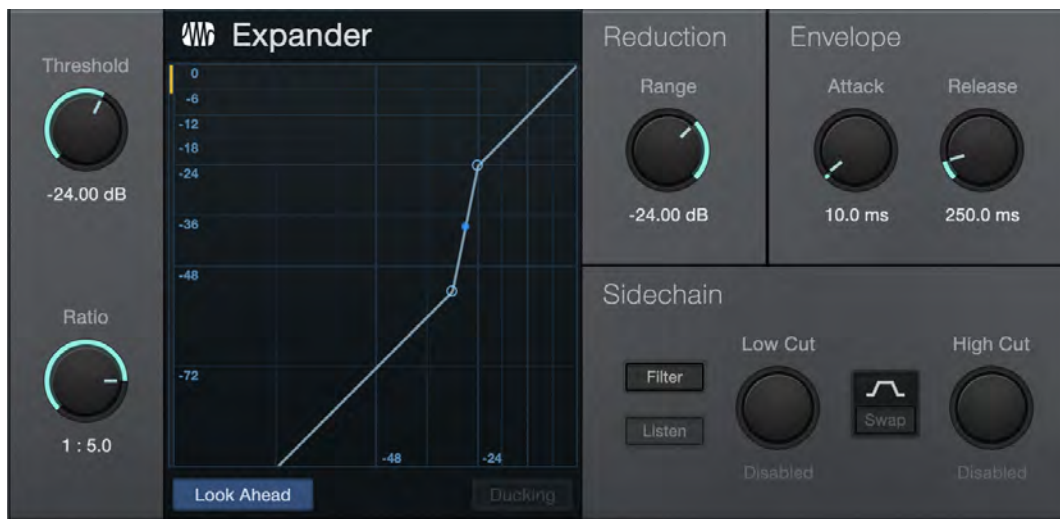 Expander
Threshold
-24.00 dB
Ratio
1 : 5.0
0
-6
-12
-18
-24
-36
-48
-72
-48
-24
Look Ahead
Ducking
Reduction
Range
-24.00 dB
Envelope
Attack
Release
10.0 ms
250.0 ms
Sidechain
Filter
Listen
Low Cut
Disabled
Swap
High Cut
Disabled